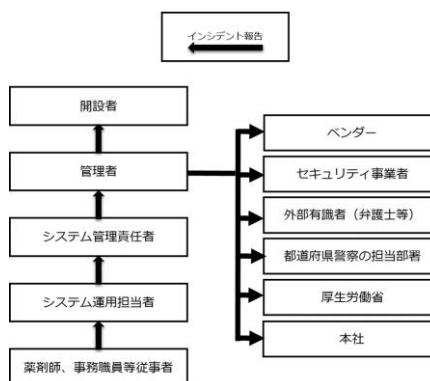 インシデント報告
開設者
管理者
システム管理責任者
システム運用担当者
薬剤師、事務職員等従事者
ベンダー
セキュリティ事業者
外部有識者（弁護士等）
都道府県警察の担当部署
厚生労働省
本社